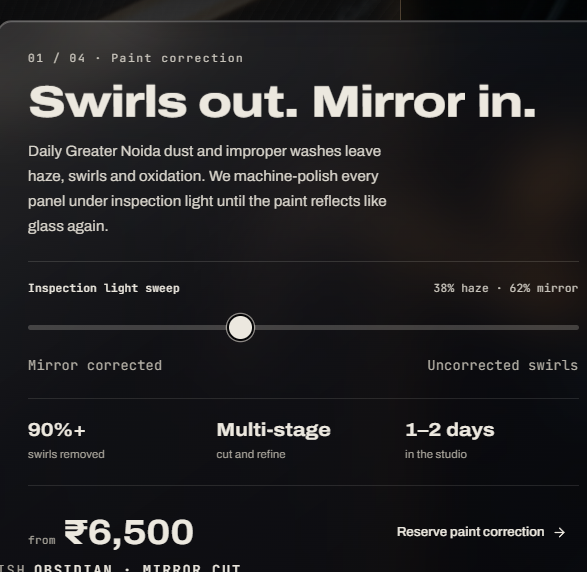 01 / 04 · Paint correction
Swirls out. Mirror in.
Daily Greater Noida dust and improper washes leave
haze, swirls and oxidation. We machine-polish every
panel under inspection light until the paint reflects like
glass again.
Inspection light sweep
38% haze · 62% mirror
Mirror corrected
Uncorrected swirls
90%+
swirls removed
Multi-stage
cut and refine
1–2 days
in the studio
from ₹6,500
Reserve paint correction →
OBSIDIAN · MIRROR CUT